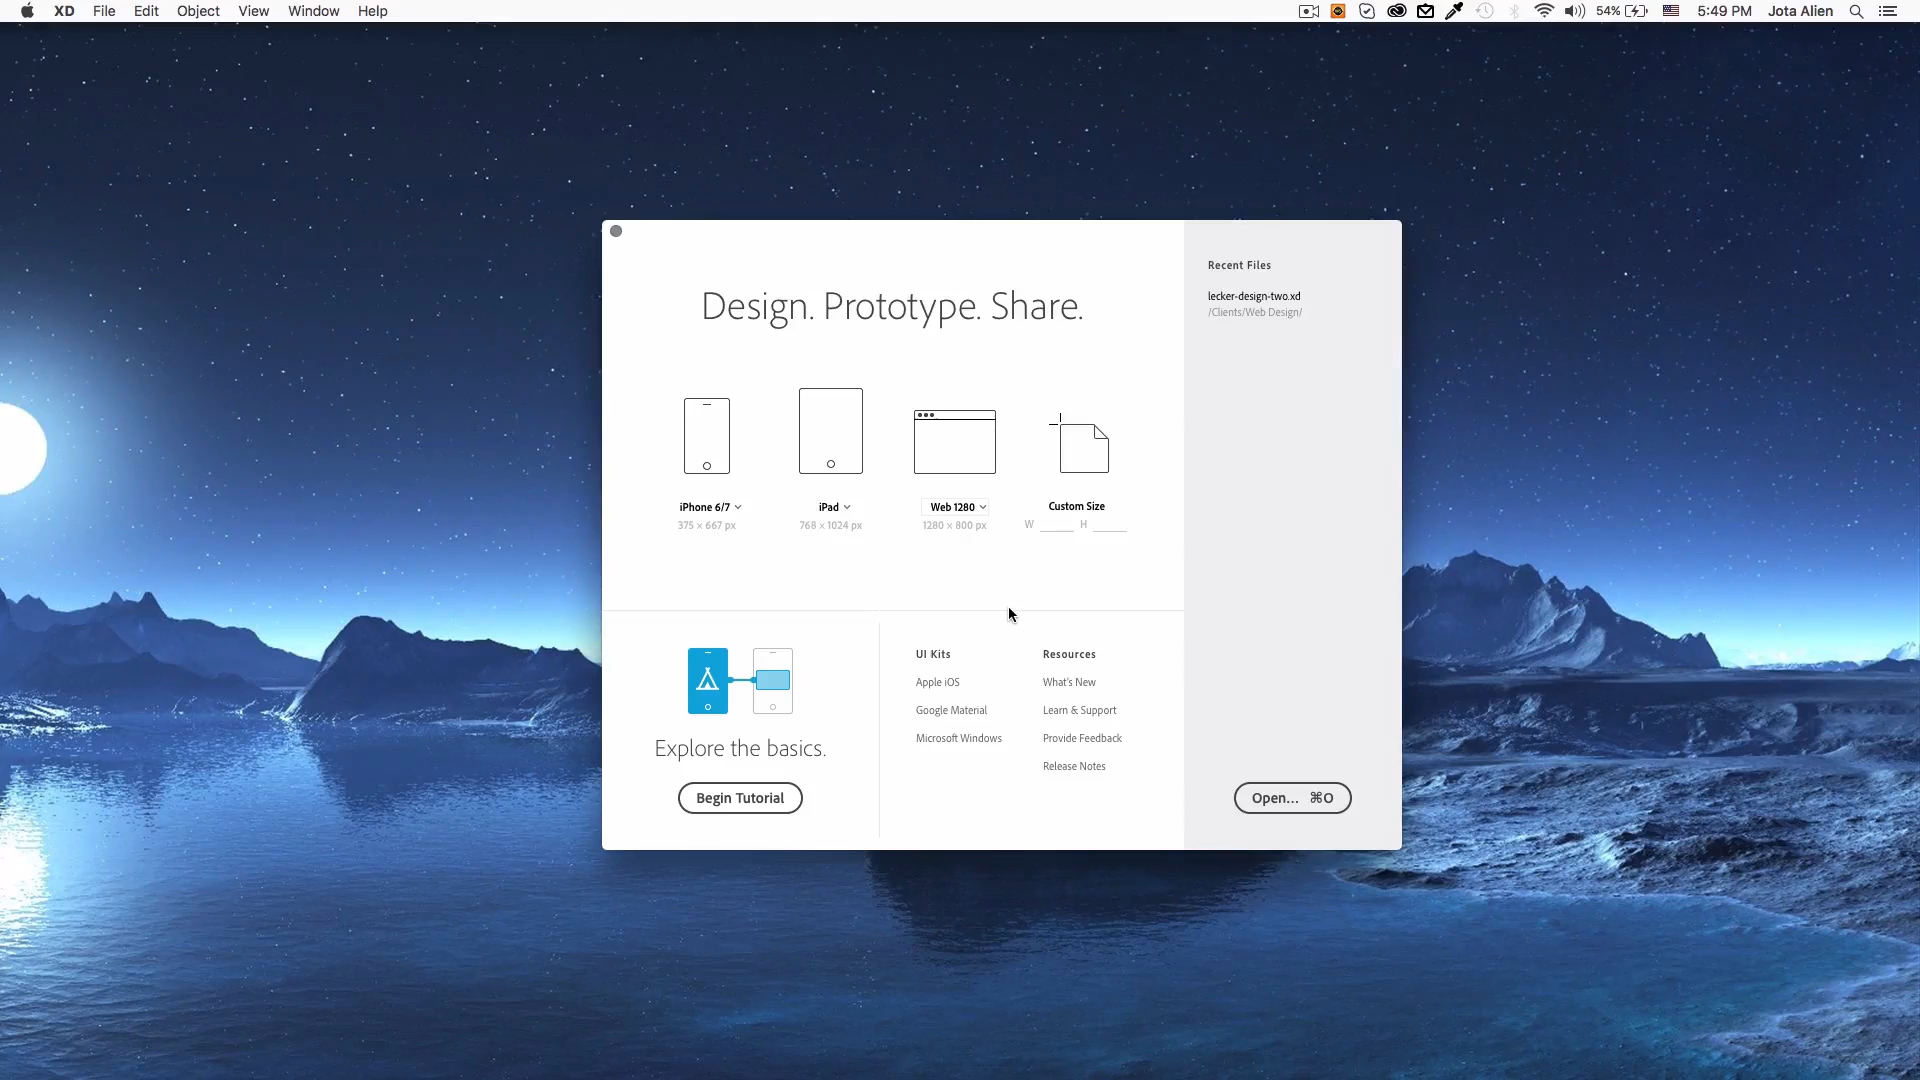 XD File Edit Object View Window Help 54% 5:49 PM Jota Alien
Design. Prototype. Share.
iPhone 6/7
375 x 667 px
iPad
768 x 1024 px
Web 1280
1280 x 800 px
Custom Size
W H
Explore the basics.
Begin Tutorial
UI Kits
Apple iOS
Google Material
Microsoft Windows
Resources
What's New
Learn & Support
Provide Feedback
Release Notes
Recent Files
lecker-design-two.xd
/Clients/Web Design/
Open... ⌘O